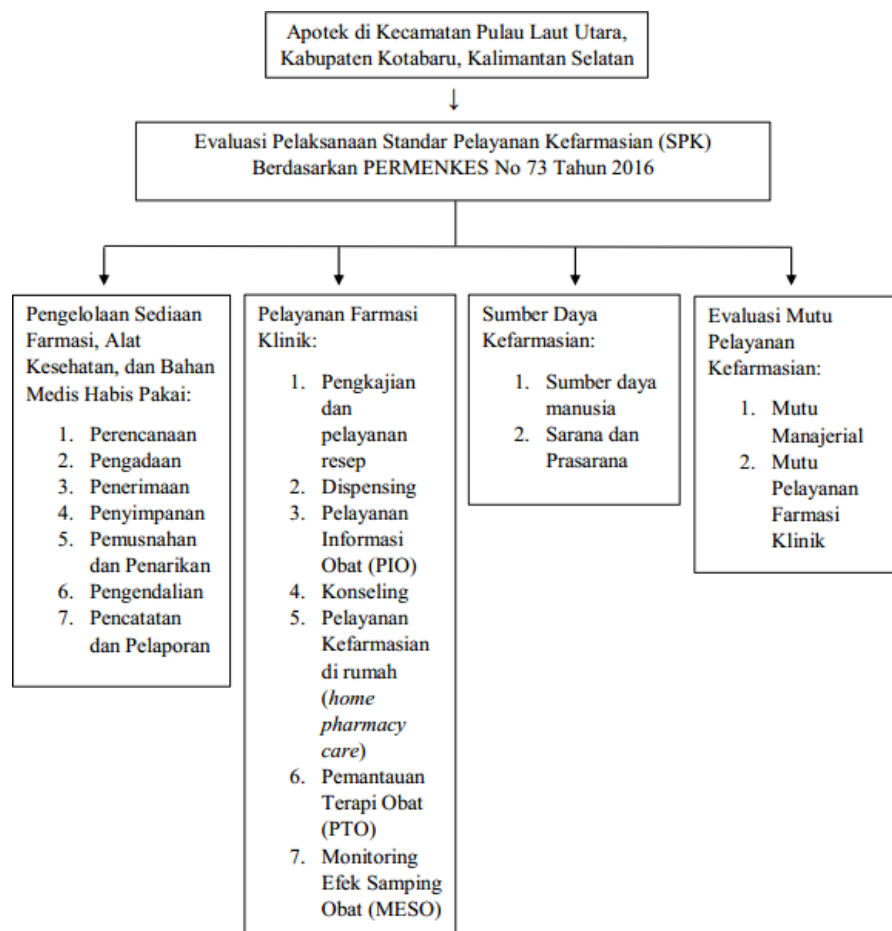 Apotek di Kecamatan Pulau Laut Utara,
Kabupaten Kotabaru, Kalimantan Selatan
↓
Evaluasi Pelaksanaan Standar Pelayanan Kefarmasian (SPK)
Berdasarkan PERMENKES No 73 Tahun 2016
Pengelolaan Sediaan
Farmasi, Alat
Kesehatan, dan Bahan
Medis Habis Pakai:
1. Perencanaan
2. Pengadaan
3. Penerimaan
4. Penyimpanan
5. Pemusnahan
dan Penarikan
6. Pengendalian
7. Pencatatan
dan Pelaporan
Pelayanan Farmasi
Klinik:
1. Pengkajian
dan
pelayanan
resep
2. Dispensing
3. Pelayanan
Informasi
Obat (PIO)
4. Konseling
5. Pelayanan
Kefarmasian
di rumah
(home
pharmacy
care)
6. Pemantauan
Terapi Obat
(PTO)
7. Monitoring
Efek Samping
Obat (MESO)
Sumber Daya
Kefarmasian:
1. Sumber daya
manusia
2. Sarana dan
Prasarana
Evaluasi Mutu
Pelayanan
Kefarmasian:
1. Mutu
Manajerial
2. Mutu
Pelayanan
Farmasi
Klinik